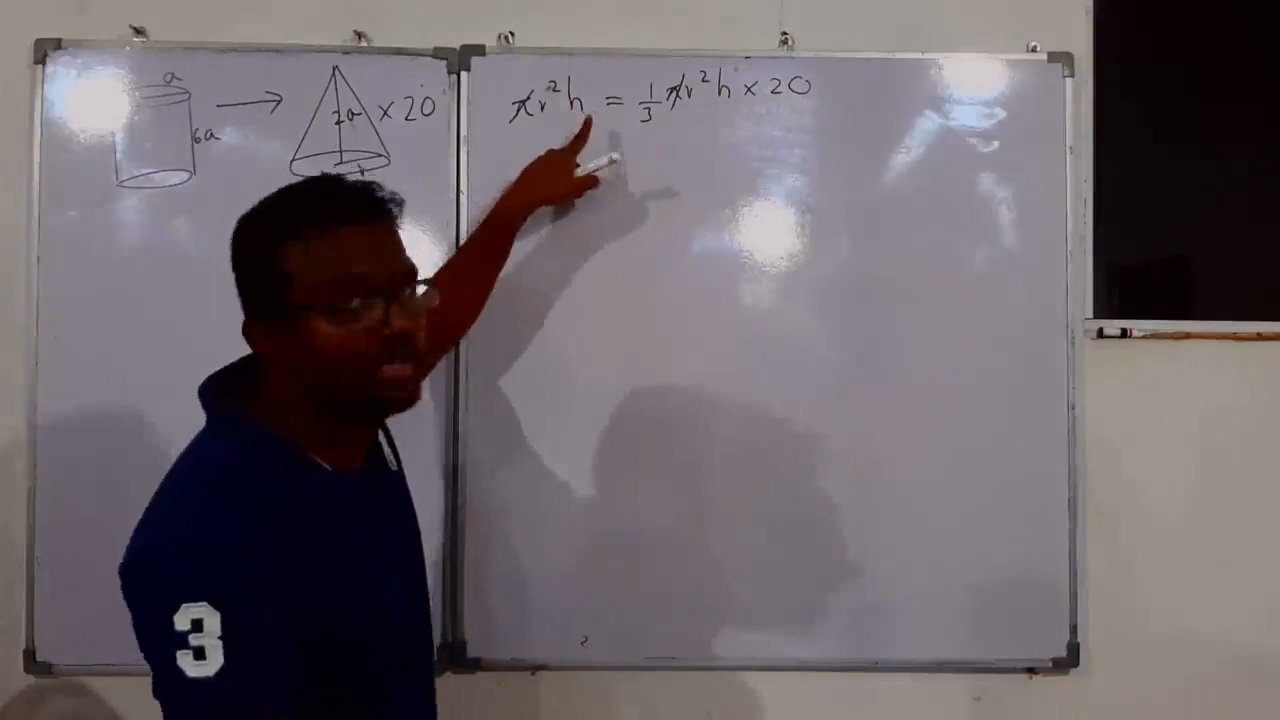 a
6a
2a
×20
πr²h = 1/3 πr²h × 20
3